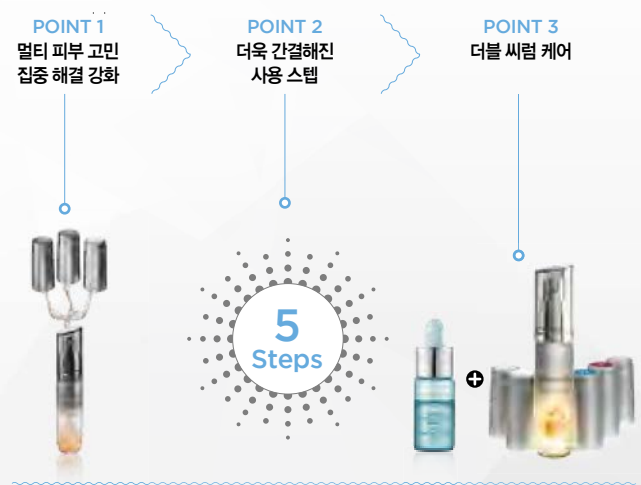 POINT 1
멀티 피부 고민
집중 해결 강화
POINT 2
더욱 간결해진
사용 스텝
POINT 3
더블 씨럼 케어
5
Steps